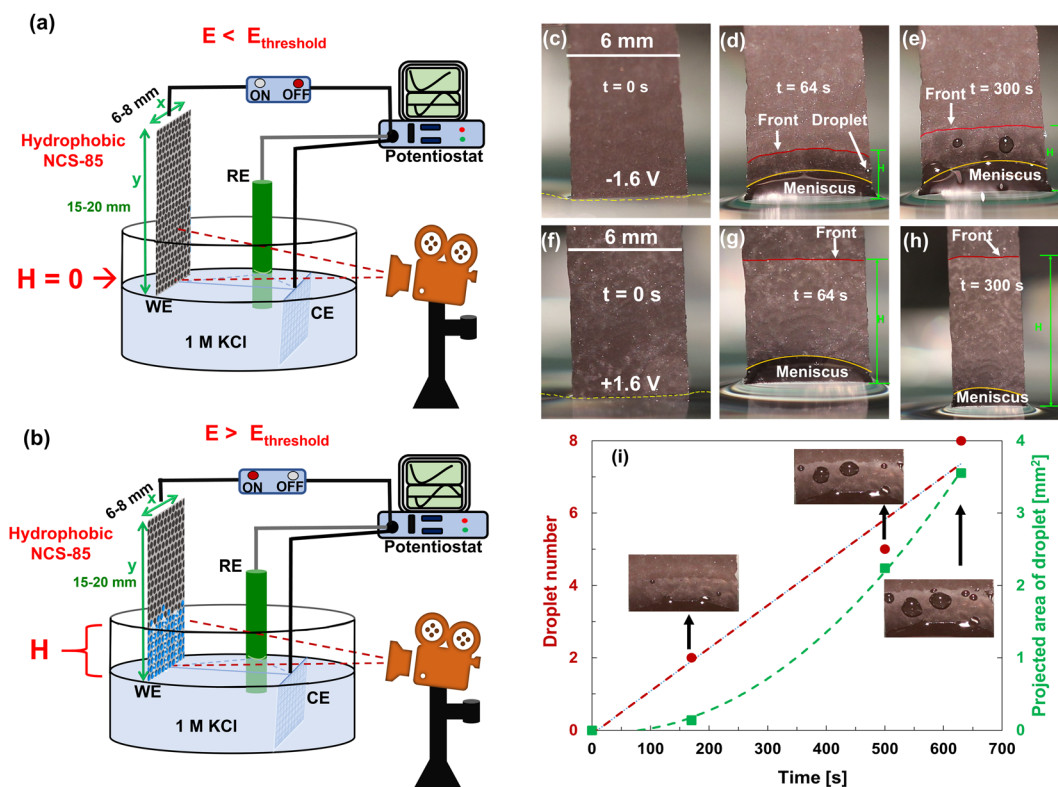 (a)
E < Ethreshold
6-8 mm
x
ON OFF
Hydrophobic
NCS-85
y
15-20 mm
RE
Potentiostat
H = 0 →
WE
CE
1 M KCl
(b)
E > Ethreshold
6-8 mm
x
ON OFF
Hydrophobic
NCS-85
y
15-20 mm
RE
Potentiostat
H
WE
CE
1 M KCl
(c)
6 mm
t = 0 s
-1.6 V
(d)
t = 64 s
Front
Droplet
H
Meniscus
(e)
Front
t = 300 s
H
Meniscus
(f)
6 mm
t = 0 s
+1.6 V
(g)
Front
t = 64 s
H
Meniscus
(h)
Front
t = 300 s
H
Meniscus
(i)
Droplet number
0
2
4
6
8
Projected area of droplet [mm²]
0
1
2
3
4
0 100 200 300 400 500 600 700
Time [s]